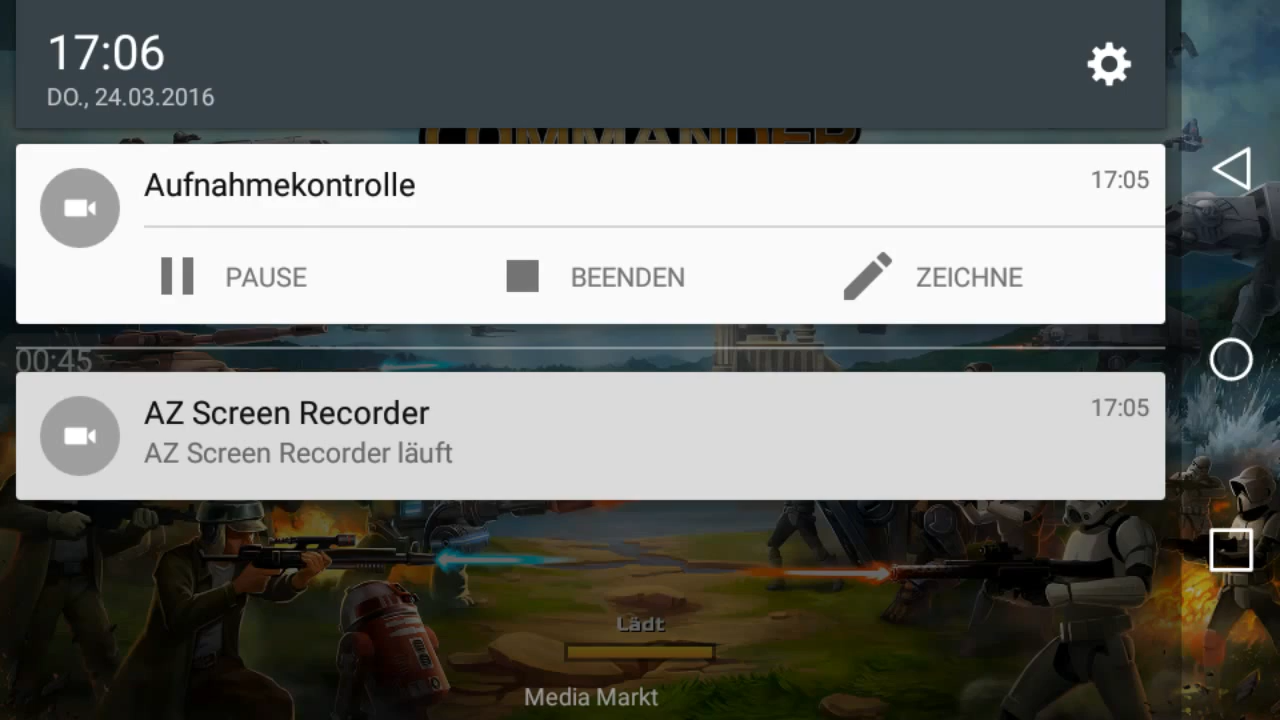 17:06
DO., 24.03.2016
COMMANDER
Aufnahmekontrolle 17:05
PAUSE BEENDEN ZEICHNE
00:45
AZ Screen Recorder 17:05
AZ Screen Recorder läuft
Lädt
Media Markt